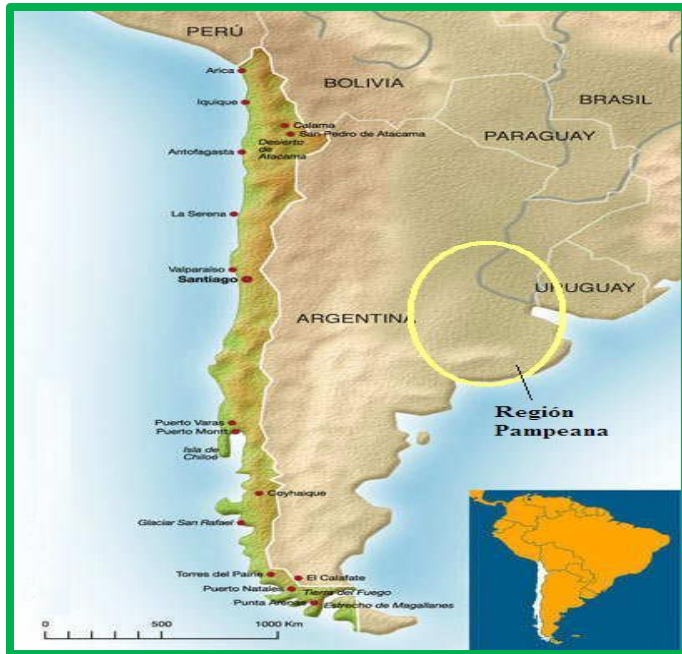 PERÚ
BOLIVIA
BRASIL
PARAGUAY
Arica
Iquique
Calama
San Pedro de Atacama
Desierto
de
Atacama
Antofagasta
La Serena
Valparaíso
Santiago
URUGUAY
ARGENTINA
Región
Pampeana
Puerto Varas
Puerto Montt
Isla de
Chiloé
Coyhaique
Glaciar San Rafael
Torres del Paine
El Calafate
Puerto Natales
Tierra del Fuego
Punta Arenas
Estrecho de Magallanes
0 500 1000 Km